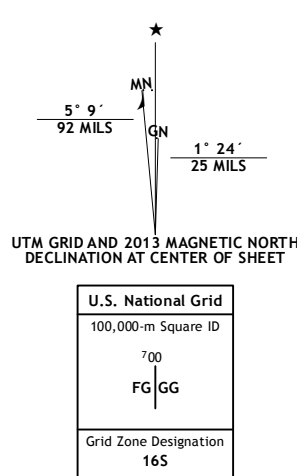 ★
MN
5° 9´
92 MILS
GN
1° 24´
25 MILS
UTM GRID AND 2013 MAGNETIC NORTH
DECLINATION AT CENTER OF SHEET
U.S. National Grid
100,000-m Square ID
⁷00
FG GG
Grid Zone Designation
16S